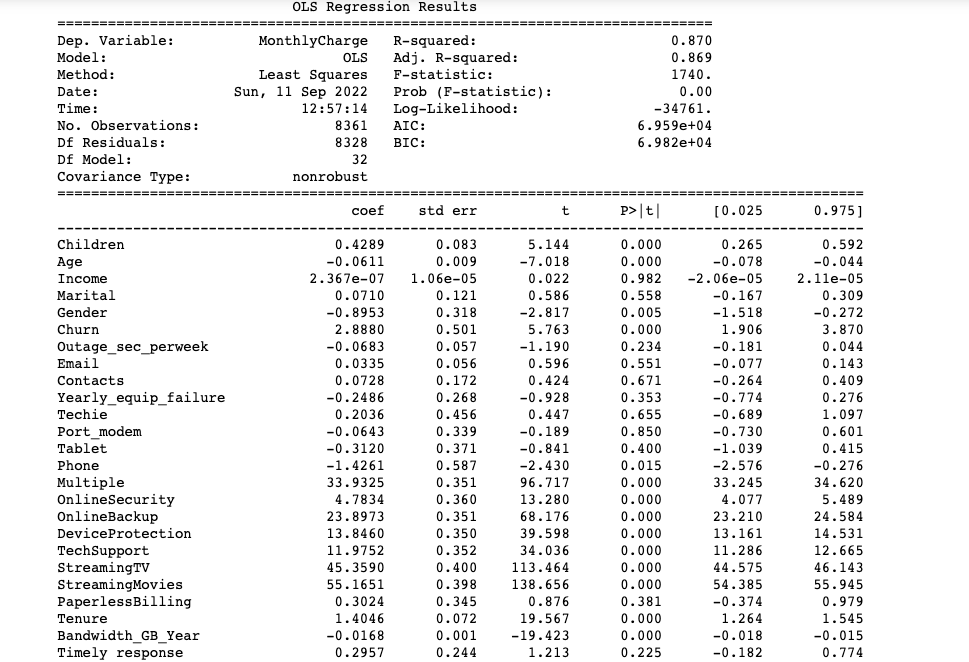 OLS Regression Results
==============================================================================
Dep. Variable: MonthlyCharge R-squared: 0.870
Model: OLS Adj. R-squared: 0.869
Method: Least Squares F-statistic: 1740.
Date: Sun, 11 Sep 2022 Prob (F-statistic): 0.00
Time: 12:57:14 Log-Likelihood: -34761.
No. Observations: 8361 AIC: 6.959e+04
Df Residuals: 8328 BIC: 6.982e+04
Df Model: 32
Covariance Type: nonrobust
================================================================================================
coef std err t P>|t| [0.025 0.975]
------------------------------------------------------------------------------------------------
Children 0.4289 0.083 5.144 0.000 0.265 0.592
Age -0.0611 0.009 -7.018 0.000 -0.078 -0.044
Income 2.367e-07 1.06e-05 0.022 0.982 -2.06e-05 2.11e-05
Marital 0.0710 0.121 0.586 0.558 -0.167 0.309
Gender -0.8953 0.318 -2.817 0.005 -1.518 -0.272
Churn 2.8880 0.501 5.763 0.000 1.906 3.870
Outage_sec_perweek -0.0683 0.057 -1.190 0.234 -0.181 0.044
Email 0.0335 0.056 0.596 0.551 -0.077 0.143
Contacts 0.0728 0.172 0.424 0.671 -0.264 0.409
Yearly_equip_failure -0.2486 0.268 -0.928 0.353 -0.774 0.276
Techie 0.2036 0.456 0.447 0.655 -0.689 1.097
Port_modem -0.0643 0.339 -0.189 0.850 -0.730 0.601
Tablet -0.3120 0.371 -0.841 0.400 -1.039 0.415
Phone -1.4261 0.587 -2.430 0.015 -2.576 -0.276
Multiple 33.9325 0.351 96.717 0.000 33.245 34.620
OnlineSecurity 4.7834 0.360 13.280 0.000 4.077 5.489
OnlineBackup 23.8973 0.351 68.176 0.000 23.210 24.584
DeviceProtection 13.8460 0.350 39.598 0.000 13.161 14.531
TechSupport 11.9752 0.352 34.036 0.000 11.286 12.665
StreamingTV 45.3590 0.400 113.464 0.000 44.575 46.143
StreamingMovies 55.1651 0.398 138.656 0.000 54.385 55.945
PaperlessBilling 0.3024 0.345 0.876 0.381 -0.374 0.979
Tenure 1.4046 0.072 19.567 0.000 1.264 1.545
Bandwidth_GB_Year -0.0168 0.001 -19.423 0.000 -0.018 -0.015
Timely response 0.2957 0.244 1.213 0.225 -0.182 0.774